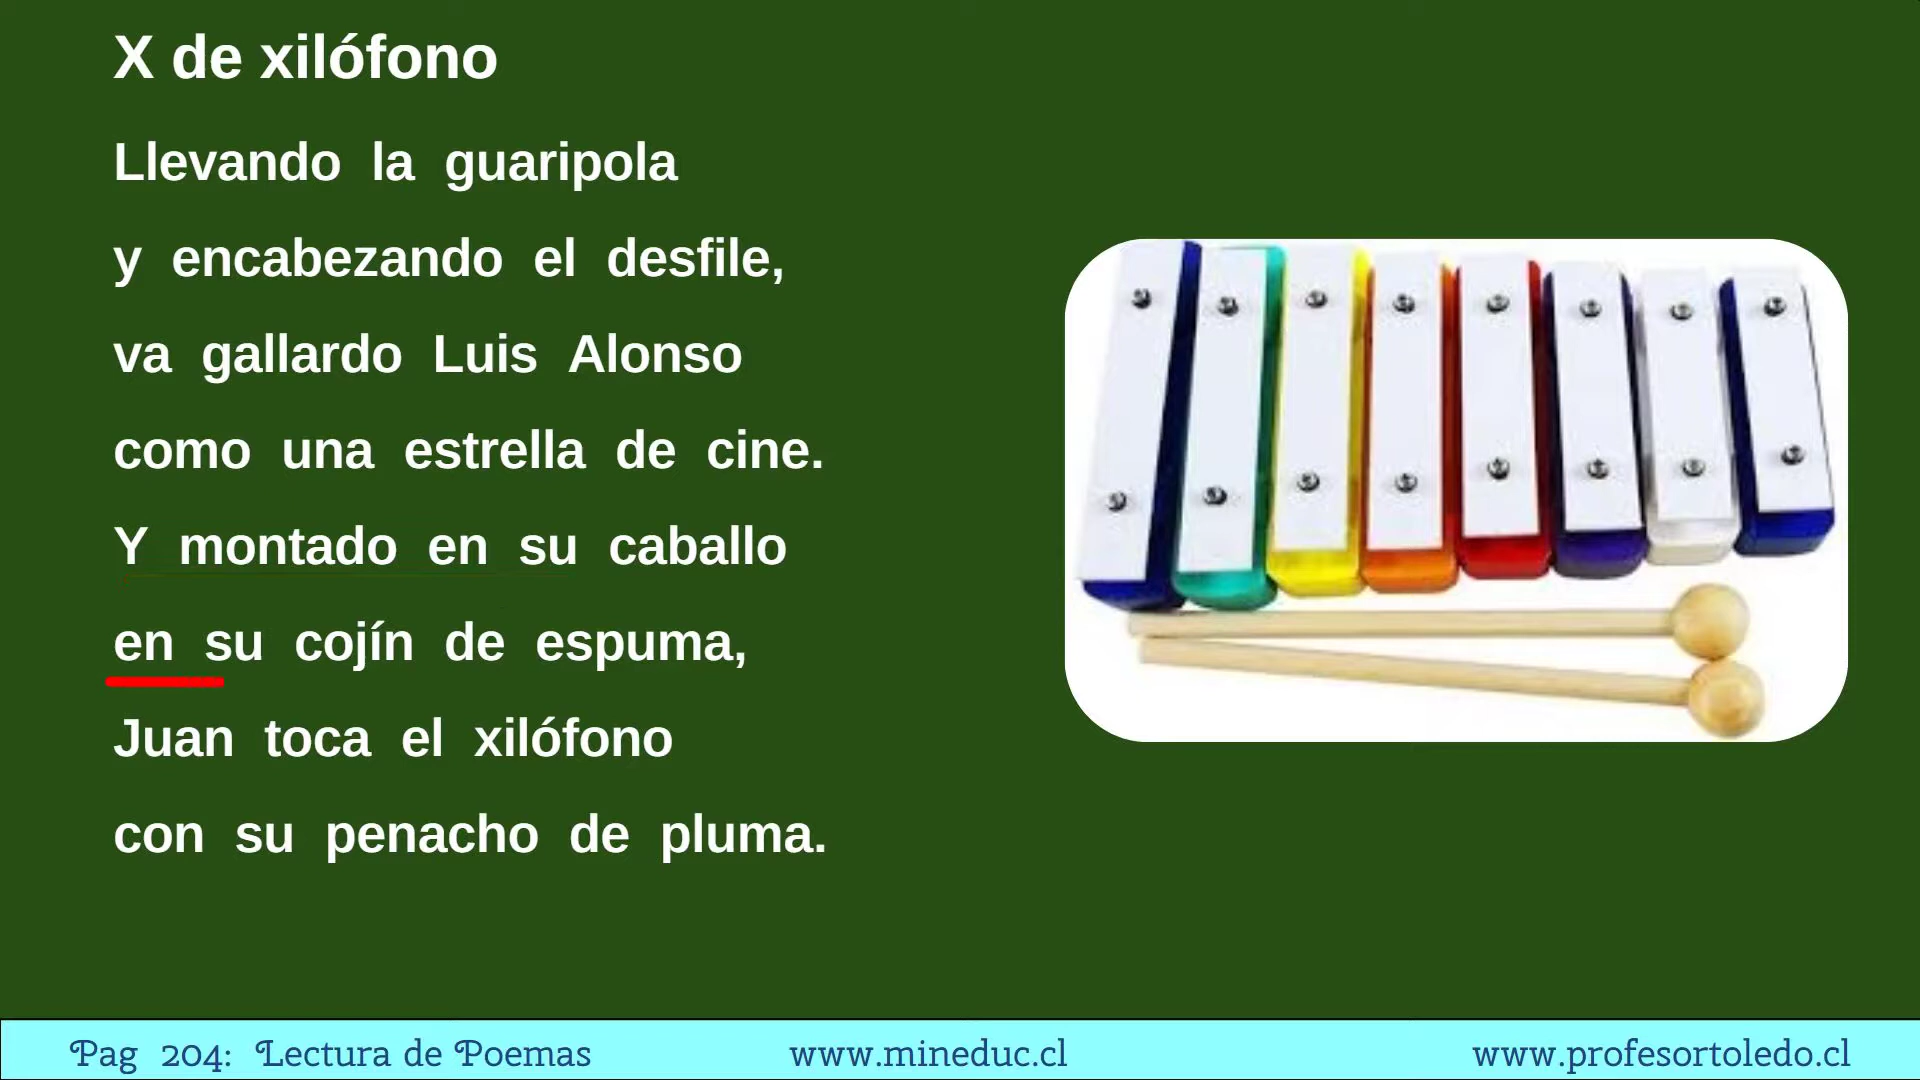 X de xilófono
Llevando la guaripola
y encabezando el desfile,
va gallardo Luis Alonso
como una estrella de cine.
Y montado en su caballo
en su cojín de espuma,
Juan toca el xilófono
con su penacho de pluma.
Pag 204: Lectura de Poemas www.mineduc.cl www.profesortoledo.cl